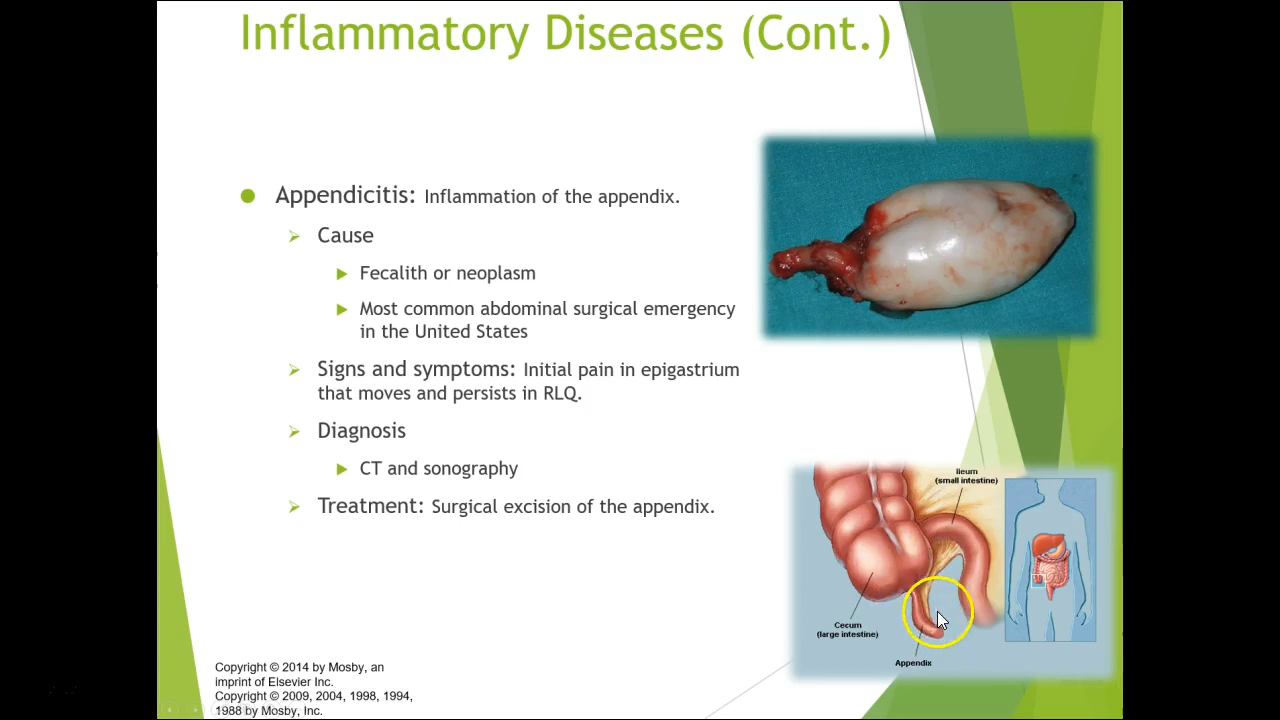 Inflammatory Diseases (Cont.)
Appendicitis: Inflammation of the appendix.
Cause
Fecalith or neoplasm
Most common abdominal surgical emergency
in the United States
Signs and symptoms: Initial pain in epigastrium
that moves and persists in RLQ.
Diagnosis
CT and sonography
Treatment: Surgical excision of the appendix.
Ileum
(small intestine)
Cecum
(large intestine)
Appendix
Copyright © 2014 by Mosby, an
imprint of Elsevier Inc.
Copyright © 2009, 2004, 1998, 1994,
1988 by Mosby, Inc.